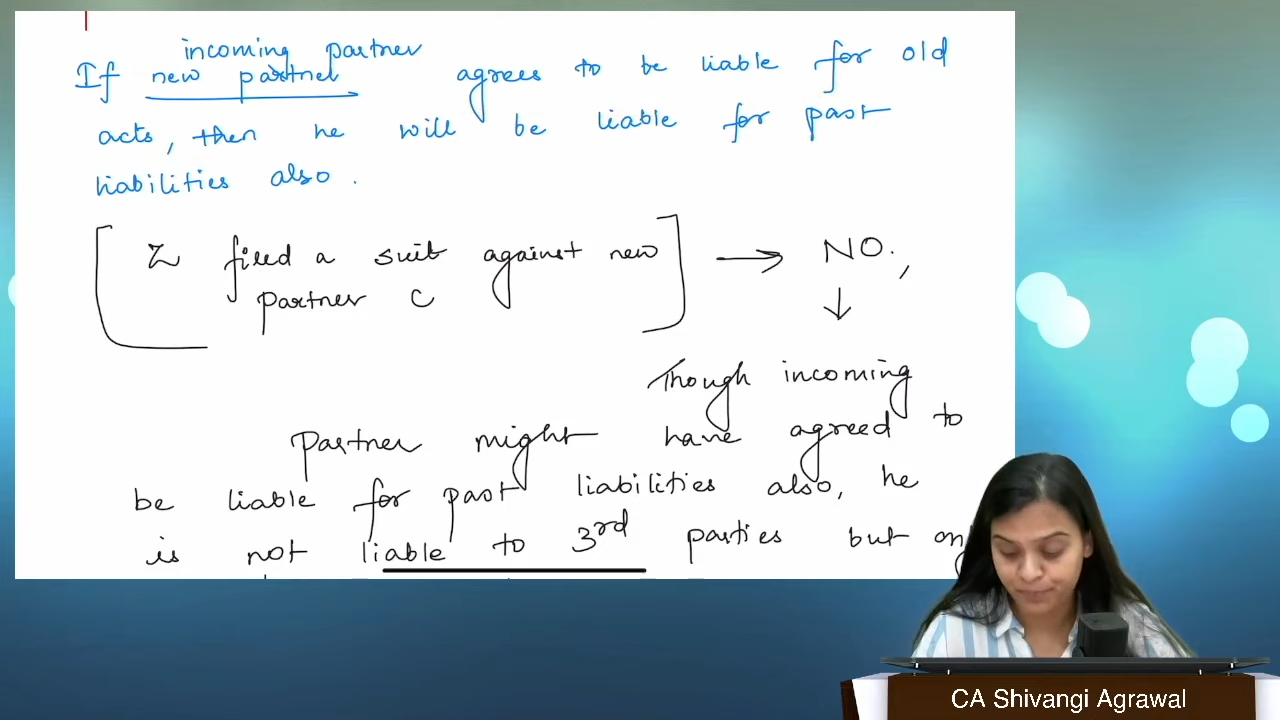 incoming partner
If new partner agrees to be liable for old
acts, then he will be liable for past
liabilities also.
Z filed a suit against new → NO.,
partner C
Though incoming
partner might have agreed to
be liable for past liabilities also, he
is not liable to 3rd parties but
CA Shivangi Agrawal